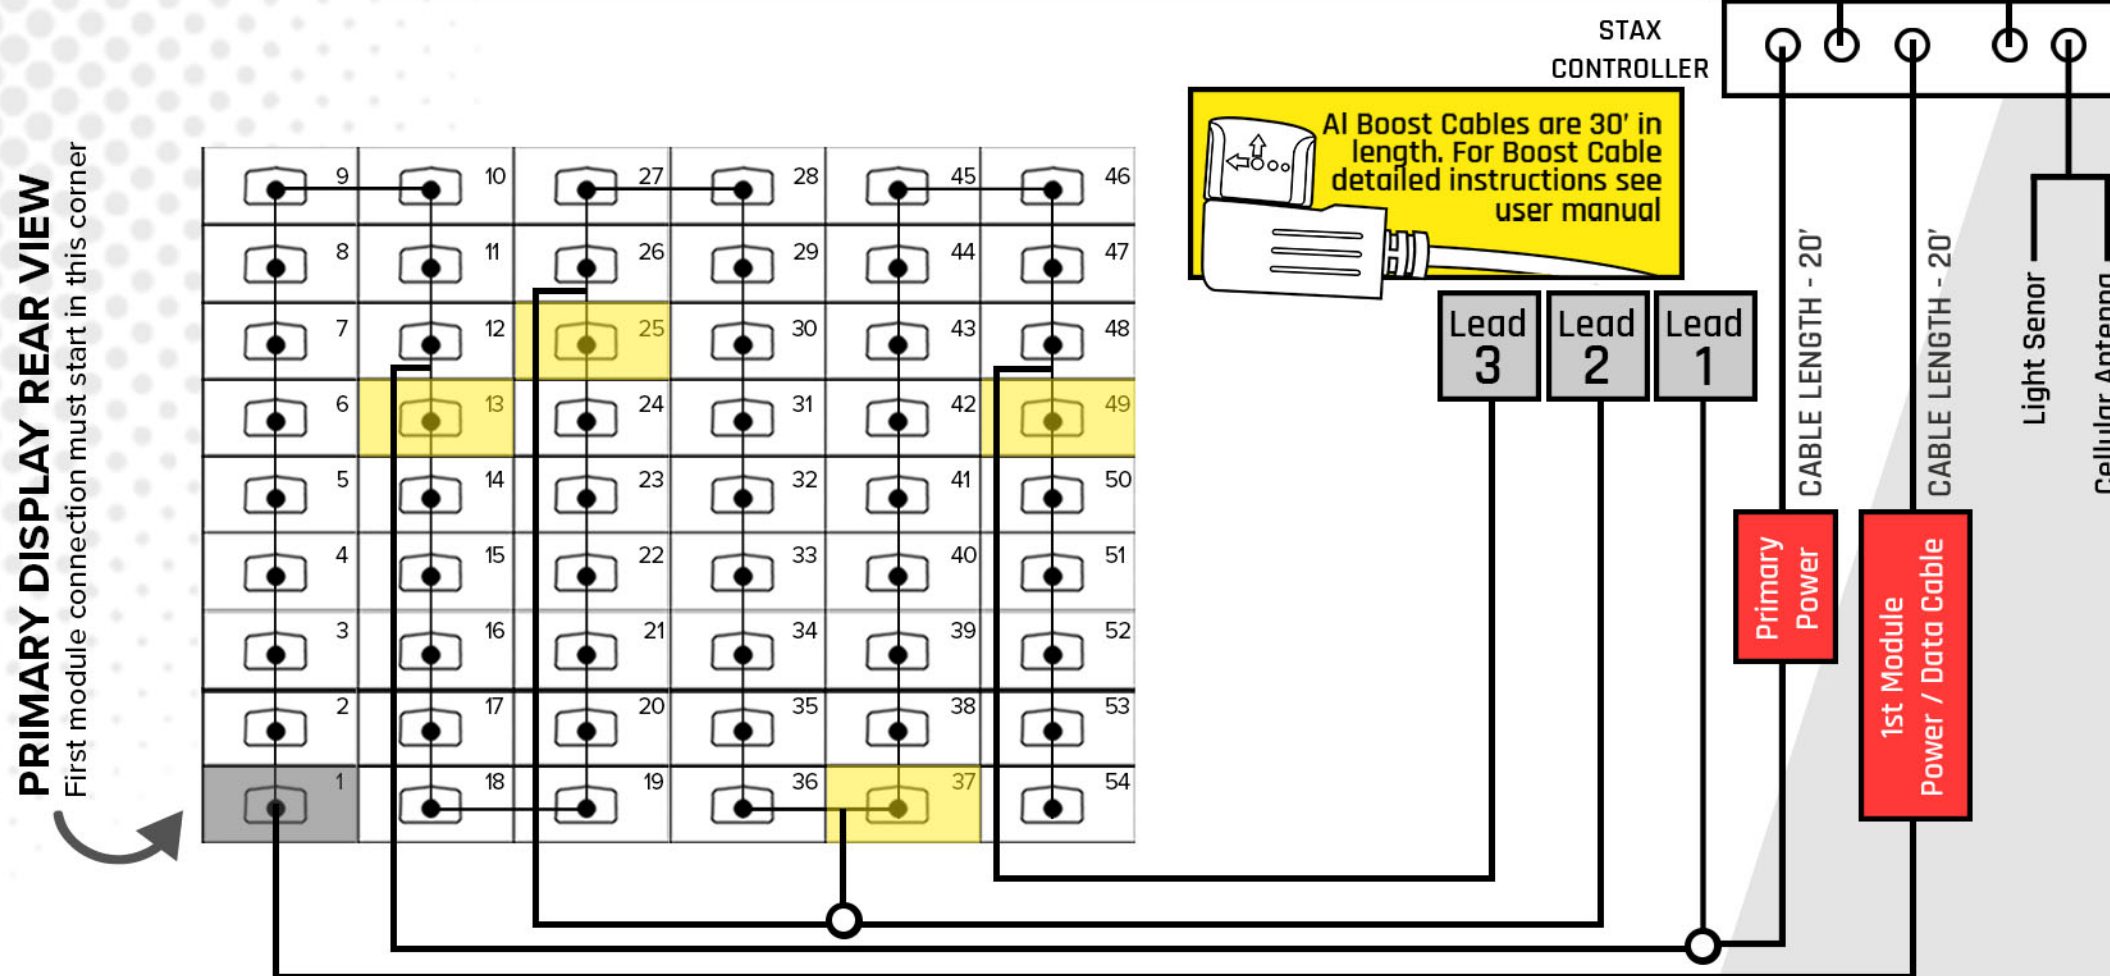 STAX
CONTROLLER
Al Boost Cables are 30' in
length. For Boost Cable
detailed instructions see
user manual
PRIMARY DISPLAY REAR VIEW
First module connection must start in this corner
9 10 27 28 45 46
8 11 26 29 44 47
7 12 25 30 43 48
6 13 24 31 42 49
5 14 23 32 41 50
4 15 22 33 40 51
3 16 21 34 39 52
2 17 20 35 38 53
1 18 19 36 37 54
Lead
3
Lead
2
Lead
1
CABLE LENGTH - 20'
CABLE LENGTH - 20'
Light Senor
Cellular Antenna
Primary
Power
1st Module
Power / Data Cable